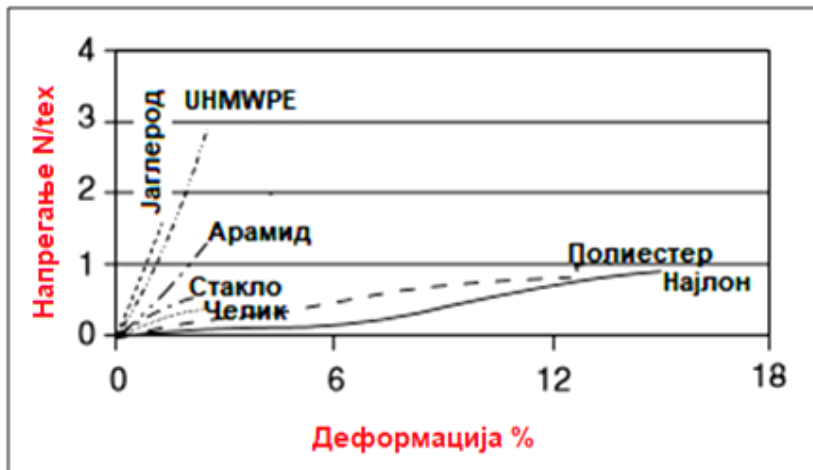 Напрегање N/tex
4
3
2
1
0
Јаглерод
UHMWPE
Арамид
Стакло
Челик
Полиестер
Најлон
0 6 12 18
Деформација %